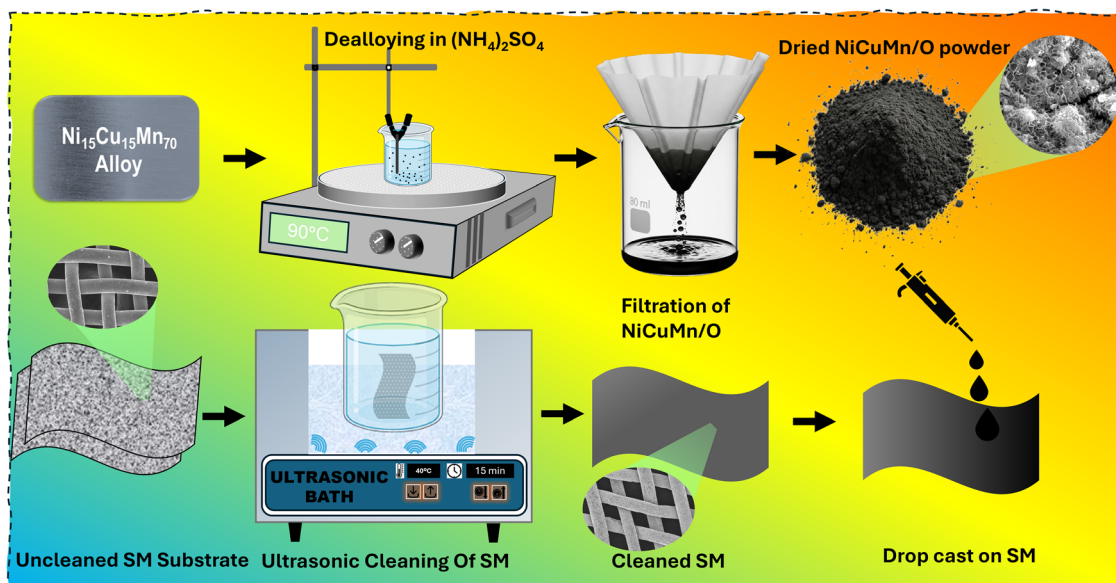 Dealloying in (NH₄)₂SO₄
Dried NiCuMn/O powder
Ni₁₅Cu₁₅Mn₇₀
Alloy
90°C
80 ml
Filtration of
NiCuMn/O
40°C
15 min
ULTRASONIC
BATH
Uncleaned SM Substrate
Ultrasonic Cleaning Of SM
Cleaned SM
Drop cast on SM